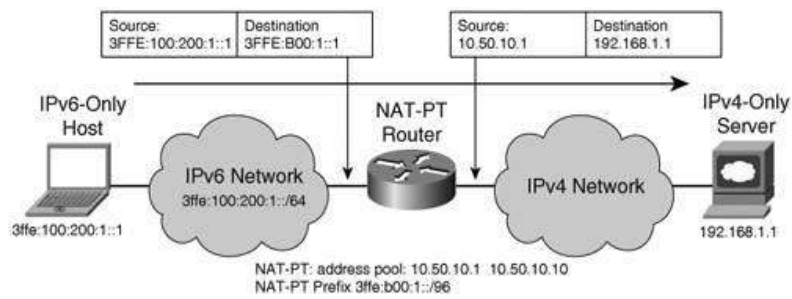 Source:
3FFE:100:200:1::1
Destination
3FFE:B00:1::1
Source:
10.50.10.1
Destination
192.168.1.1
IPv6-Only
Host
NAT-PT
Router
IPv4-Only
Server
IPv6 Network
3ffe:100:200:1::/64
IPv4 Network
3ffe:100:200:1::1
192.168.1.1
NAT-PT: address pool: 10.50.10.1 10.50.10.10
NAT-PT Prefix 3ffe:b00:1::/96